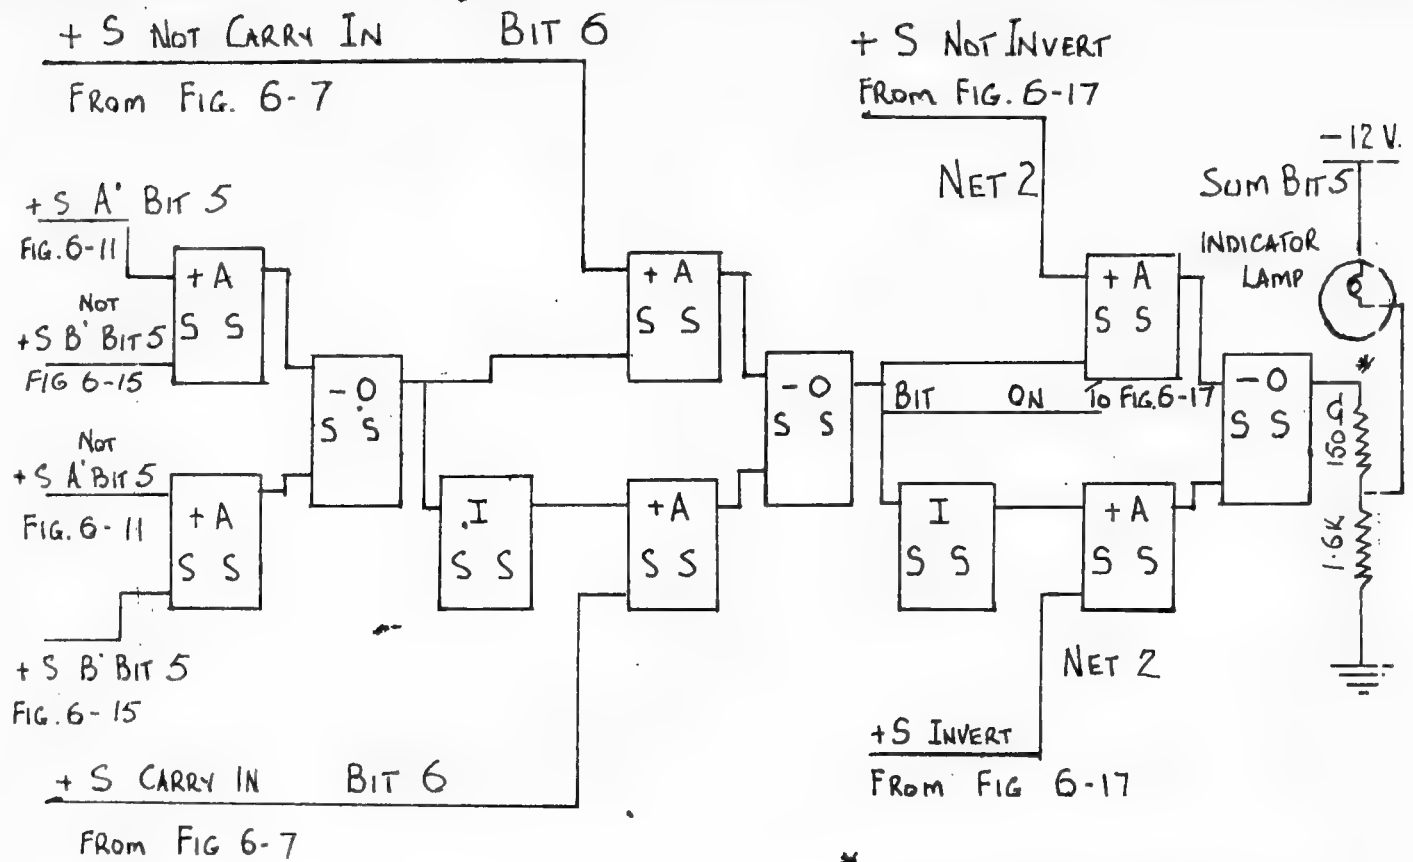 + S NOT CARRY IN BIT 6
FROM FIG. 6-7
+ S NOT INVERT
FROM FIG. 6-17
NET 2
-12 V.
SUM BIT 5
INDICATOR
LAMP
+ S A' BIT 5
FIG. 6-11
NOT
+ S B' BIT 5
FIG 6-15
NOT
+ S A' BIT 5
FIG. 6-11
+ S B' BIT 5
FIG. 6-15
+ A
S S
+ A
S S
- O
S S
I
S S
+ A
S S
+ A
S S
- O
S S
BIT ON TO FIG. 6-17
I
S S
+ A
S S
+ A
S S
- O
S S
*
150
1.6K
NET 2
+ S INVERT
FROM FIG 6-17
+ S CARRY IN BIT 6
FROM FIG 6-7
*